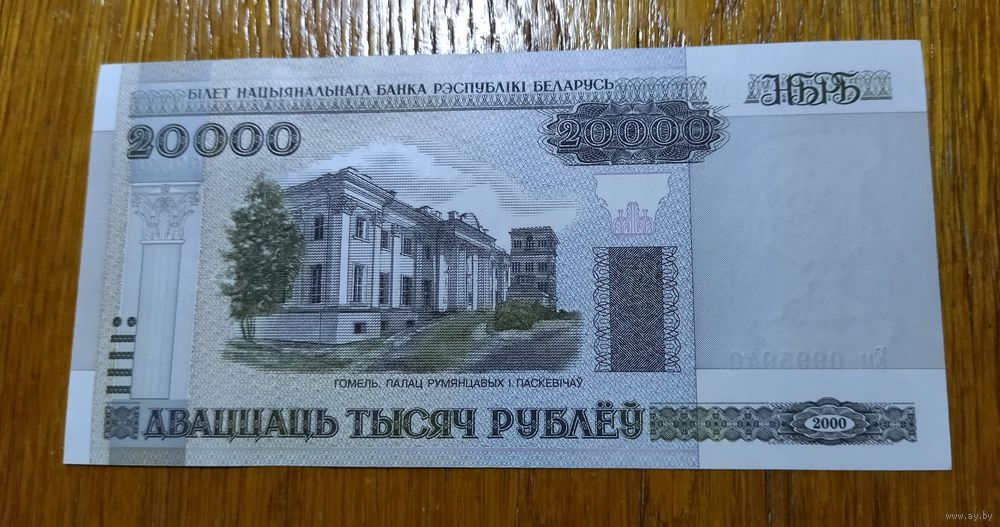 БІЛЕТ НАЦЫЯНАЛЬНАГА БАНКА РЭСПУБЛІКІ БЕЛАРУСЬ
НБРБ
20000
20000
ГОМЕЛЬ. ПАЛАЦ РУМЯНЦАВЫХ І ПАСКЕВІЧАЎ
ДВАЦЦАЦЬ ТЫСЯЧ РУБЛЁЎ
2000
www.ay.by